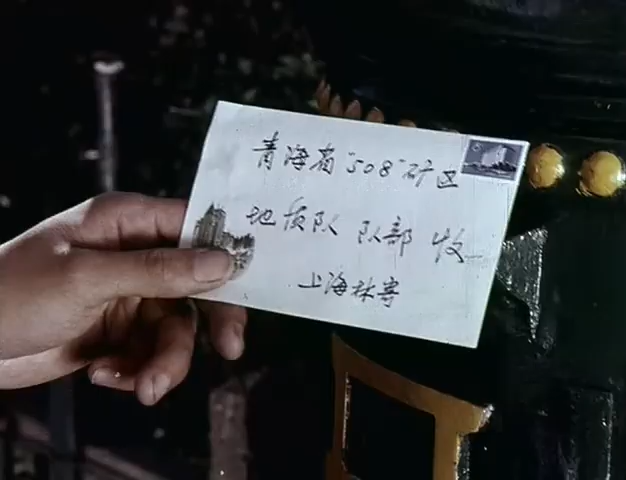 青海省"508"矿区
地质队 队部 收
上海林寄